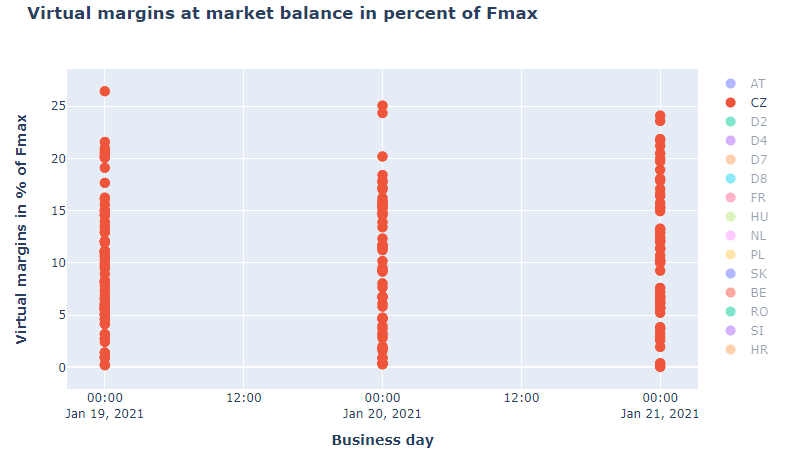 Virtual margins at market balance in percent of Fmax
Virtual margins in % of Fmax
25
20
15
10
5
0
00:00
Jan 19, 2021
12:00
00:00
Jan 20, 2021
12:00
00:00
Jan 21, 2021
Business day
AT
CZ
D2
D4
D7
D8
FR
HU
NL
PL
SK
BE
RO
SI
HR